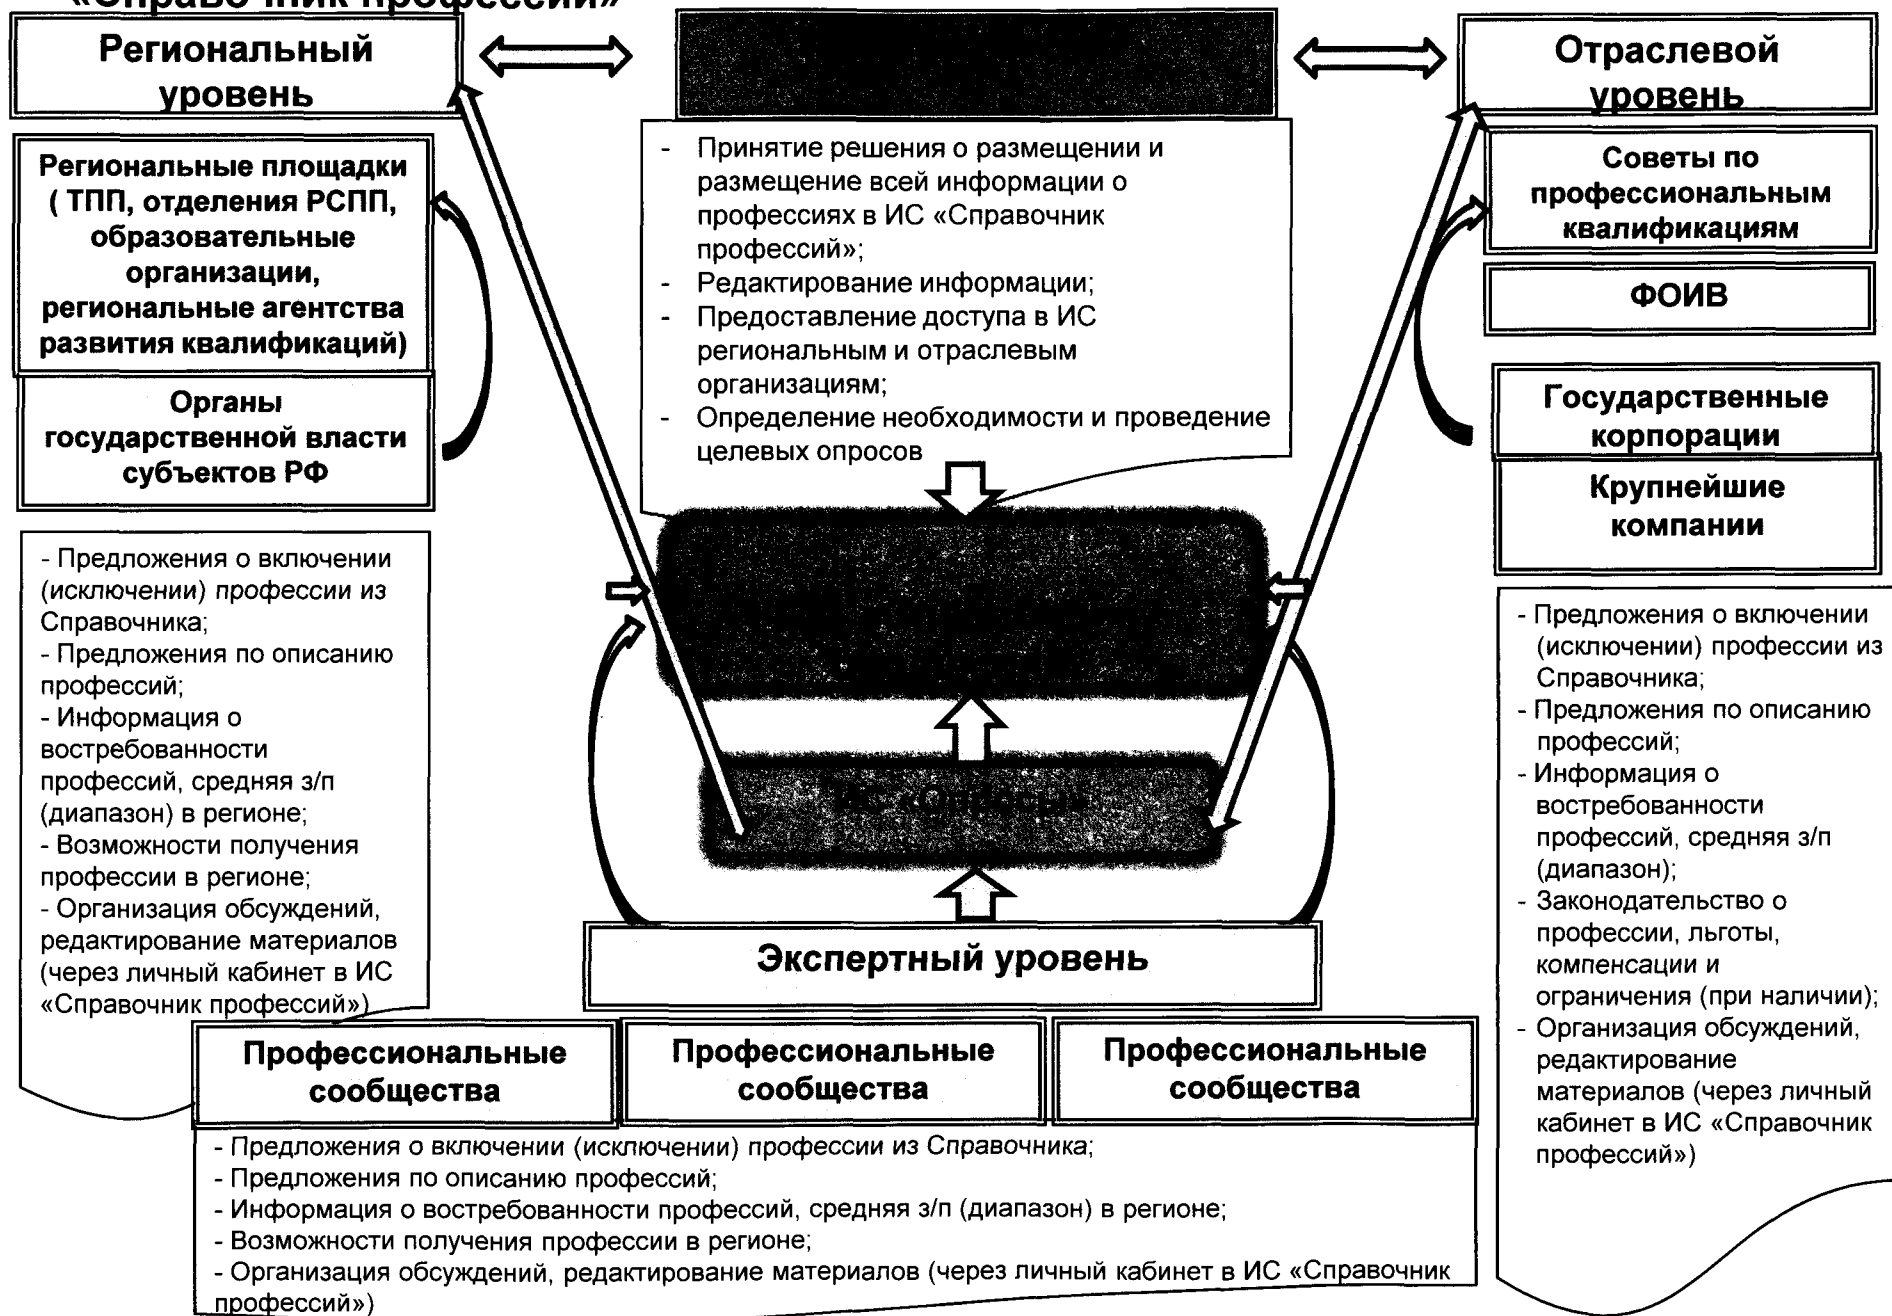 «Справочник профессий»
Региональный
уровень
Отраслевой
уровень
Региональные площадки
( ТПП, отделения РСПП,
образовательные
организации,
региональные агентства
развития квалификаций)
Органы
государственной власти
субъектов РФ
- Принятие решения о размещении и
размещение всей информации о
профессиях в ИС «Справочник
профессий»;
- Редактирование информации;
- Предоставление доступа в ИС
региональным и отраслевым
организациям;
- Определение необходимости и проведение
целевых опросов
Советы по
профессиональным
квалификациям
ФОИВ
Государственные
корпорации
Крупнейшие
компании
- Предложения о включении
(исключении) профессии из
Справочника;
- Предложения по описанию
профессий;
- Информация о
востребованности
профессий, средняя з/п
(диапазон) в регионе;
- Возможности получения
профессии в регионе;
- Организация обсуждений,
редактирование материалов
(через личный кабинет в ИС
«Справочник профессий»)
ИС «Опросы»
- Предложения о включении
(исключении) профессии из
Справочника;
- Предложения по описанию
профессий;
- Информация о
востребованности
профессий, средняя з/п
(диапазон);
- Законодательство о
профессии, льготы,
компенсации и
ограничения (при наличии);
- Организация обсуждений,
редактирование
материалов (через личный
кабинет в ИС «Справочник
профессий»)
Экспертный уровень
Профессиональные
сообщества
Профессиональные
сообщества
Профессиональные
сообщества
- Предложения о включении (исключении) профессии из Справочника;
- Предложения по описанию профессий;
- Информация о востребованности профессий, средняя з/п (диапазон) в регионе;
- Возможности получения профессии в регионе;
- Организация обсуждений, редактирование материалов (через личный кабинет в ИС «Справочник
профессий»)